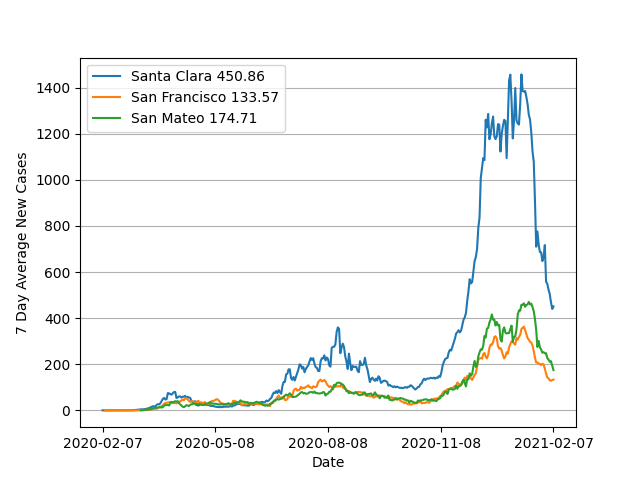 Santa Clara 450.86
San Francisco 133.57
San Mateo 174.71
7 Day Average New Cases
1400
1200
1000
800
600
400
200
0
2020-02-07 2020-05-08 2020-08-08 2020-11-08 2021-02-07
Date